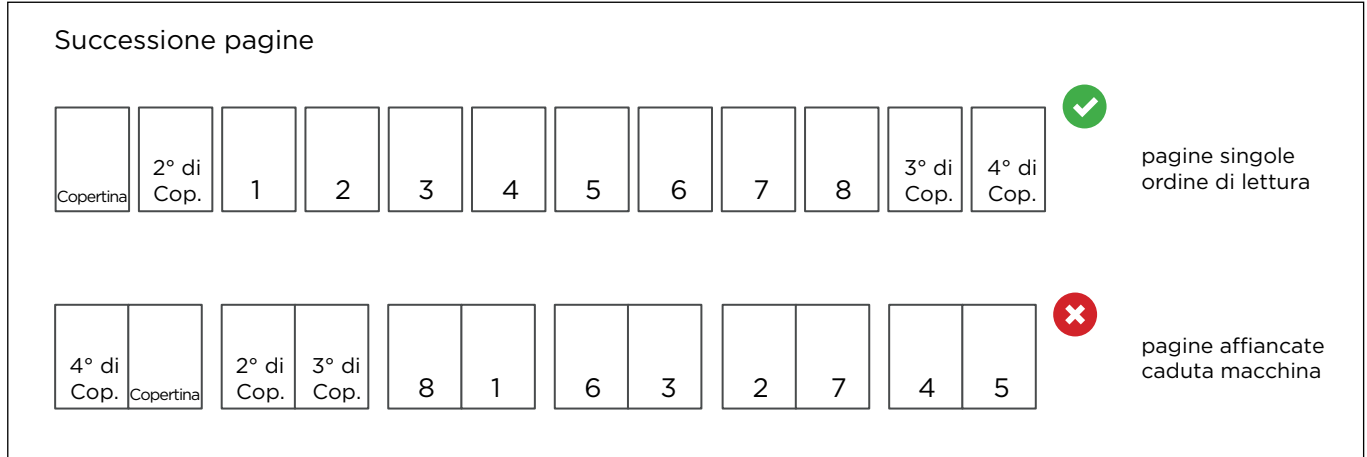 Successione pagine
Copertina
2° di
Cop.
1
2
3
4
5
6
7
8
3° di
Cop.
4° di
Cop.
pagine singole
ordine di lettura
4° di
Cop.
Copertina
2° di
Cop.
3° di
Cop.
8
1
6
3
2
7
4
5
pagine affiancate
caduta macchina